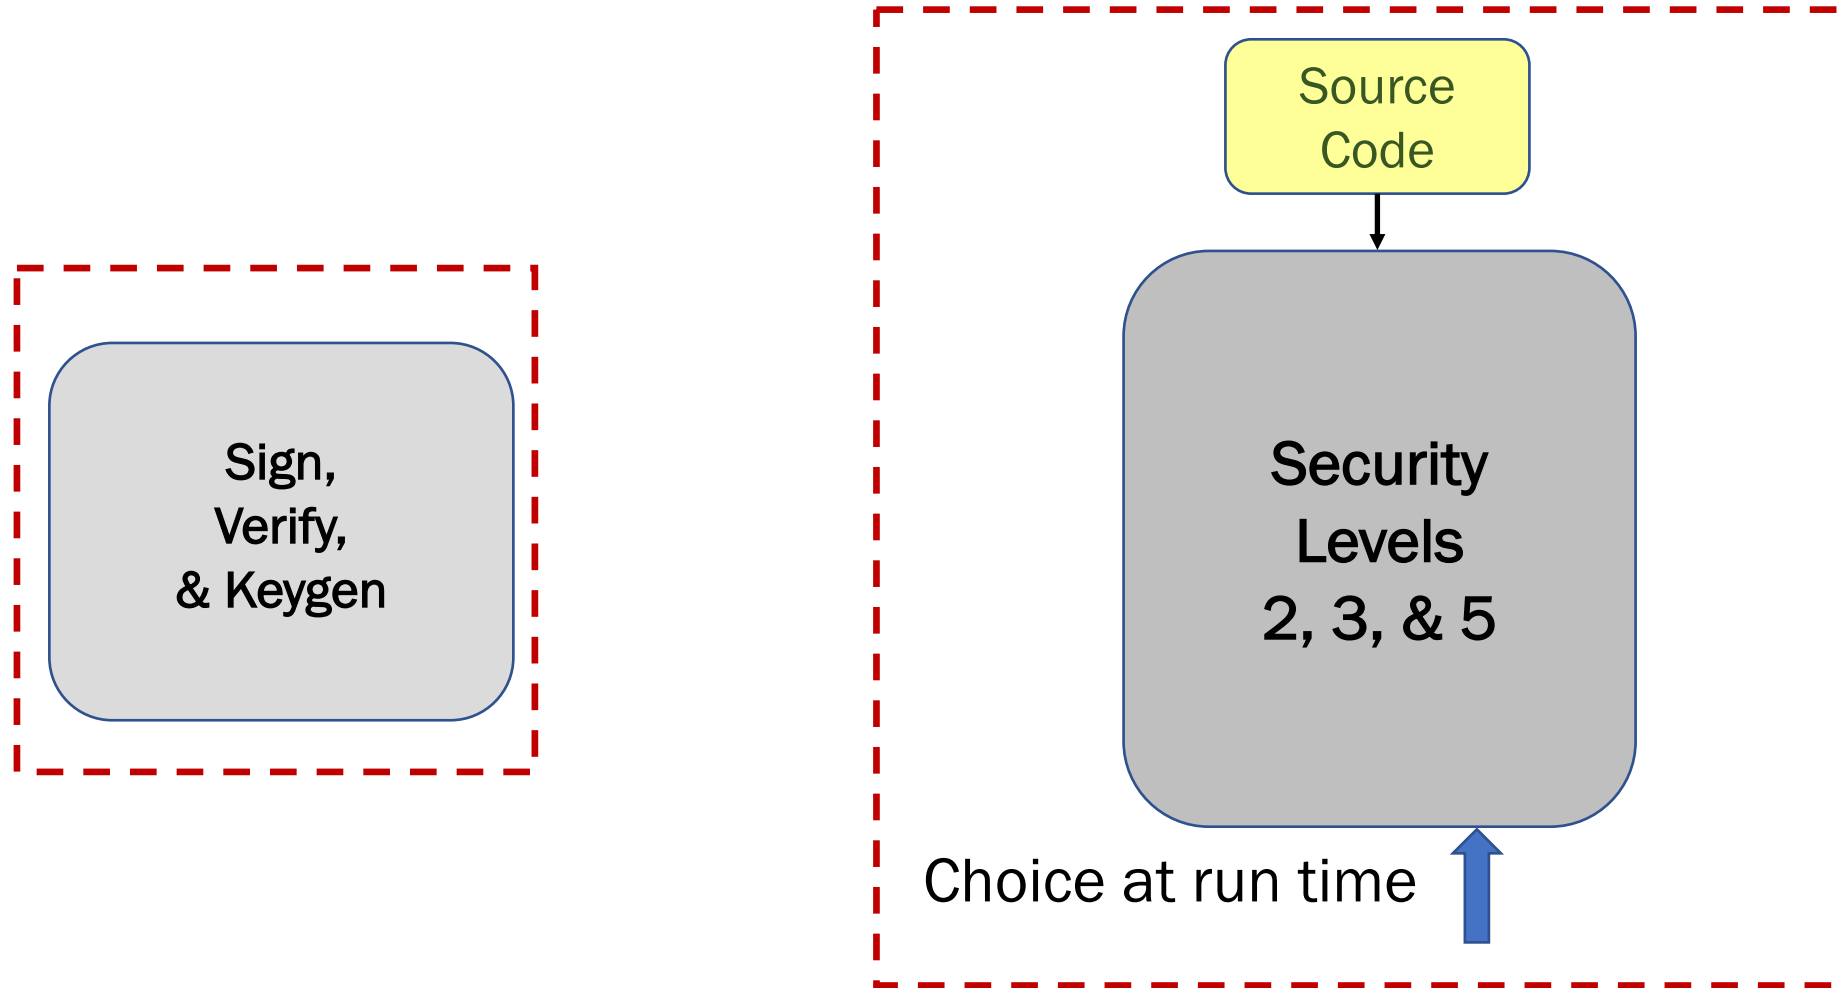 Sign,
Verify,
& Keygen
Source
Code
Security
Levels
2, 3, & 5
Choice at run time